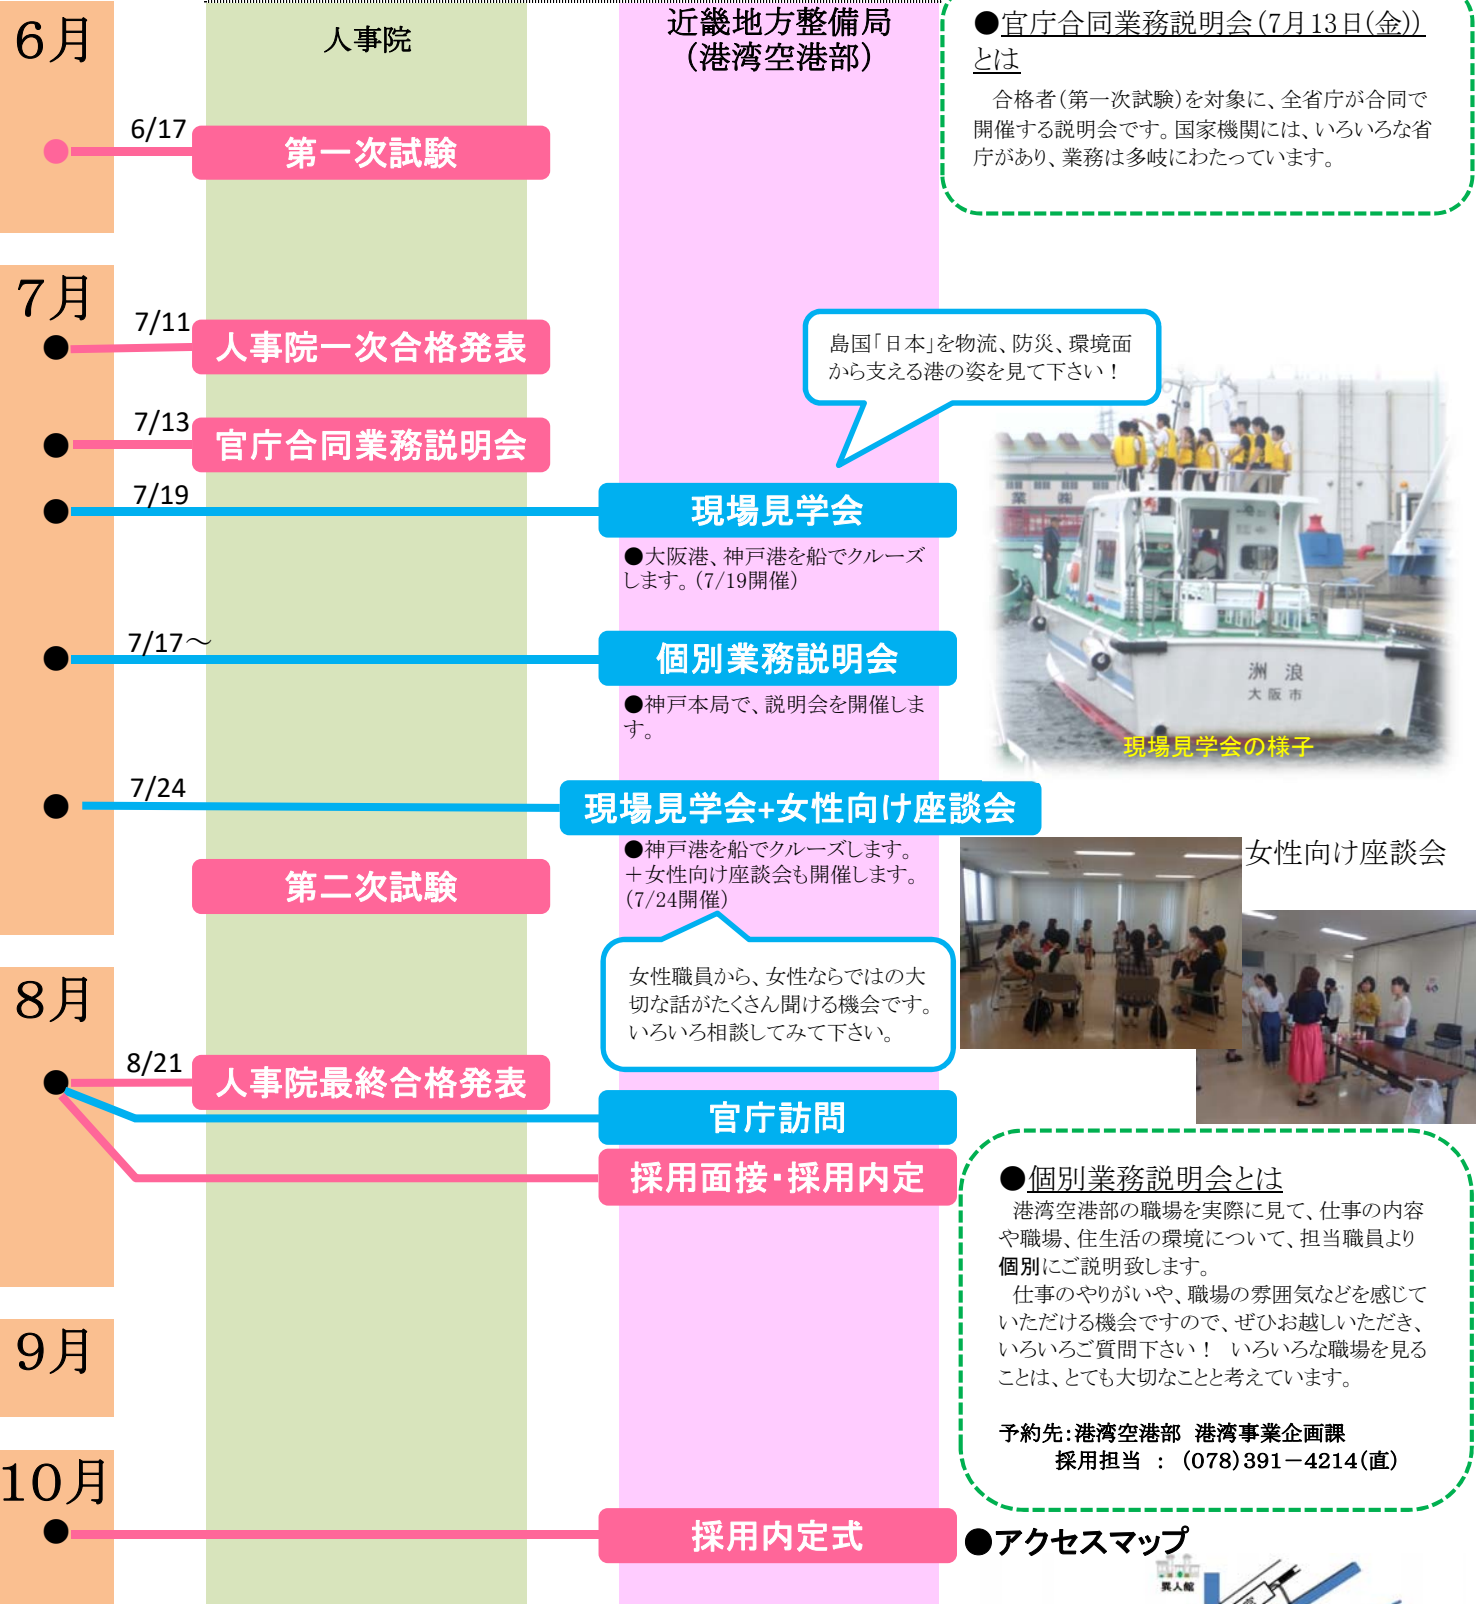 6月
人事院
近畿地方整備局
（港湾空港部）
●官庁合同業務説明会(7月13日(金))
とは
合格者(第一次試験)を対象に、全省庁が合同で
開催する説明会です。国家機関には、いろいろな省
庁があり、業務は多岐にわたっています。
6/17
第一次試験
7月
7/11
人事院一次合格発表
島国「日本」を物流、防災、環境面
から支える港の姿を見て下さい！
7/13
官庁合同業務説明会
7/19
現場見学会
●大阪港、神戸港を船でクルーズ
します。(7/19開催)
7/17～
個別業務説明会
●神戸本局で、説明会を開催しま
す。
洲 浪
大阪市
現場見学会の様子
7/24
現場見学会+女性向け座談会
●神戸港を船でクルーズします。
＋女性向け座談会も開催します。
(7/24開催)
女性向け座談会
第二次試験
女性職員から、女性ならではの大
切な話がたくさん聞ける機会です。
いろいろ相談してみて下さい。
8月
8/21
人事院最終合格発表
官庁訪問
採用面接・採用内定
●個別業務説明会とは
港湾空港部の職場を実際に見て、仕事の内容
や職場、住生活の環境について、担当職員より
個別にご説明致します。
仕事のやりがいや、職場の雰囲気などを感じて
いただける機会ですので、ぜひお越しいただき、
いろいろご質問下さい！　いろいろな職場を見る
ことは、とても大切なことと考えています。
予約先：港湾空港部　港湾事業企画課
採用担当　：　(078)391－4214(直)
9月
10月
採用内定式
●アクセスマップ
異人館